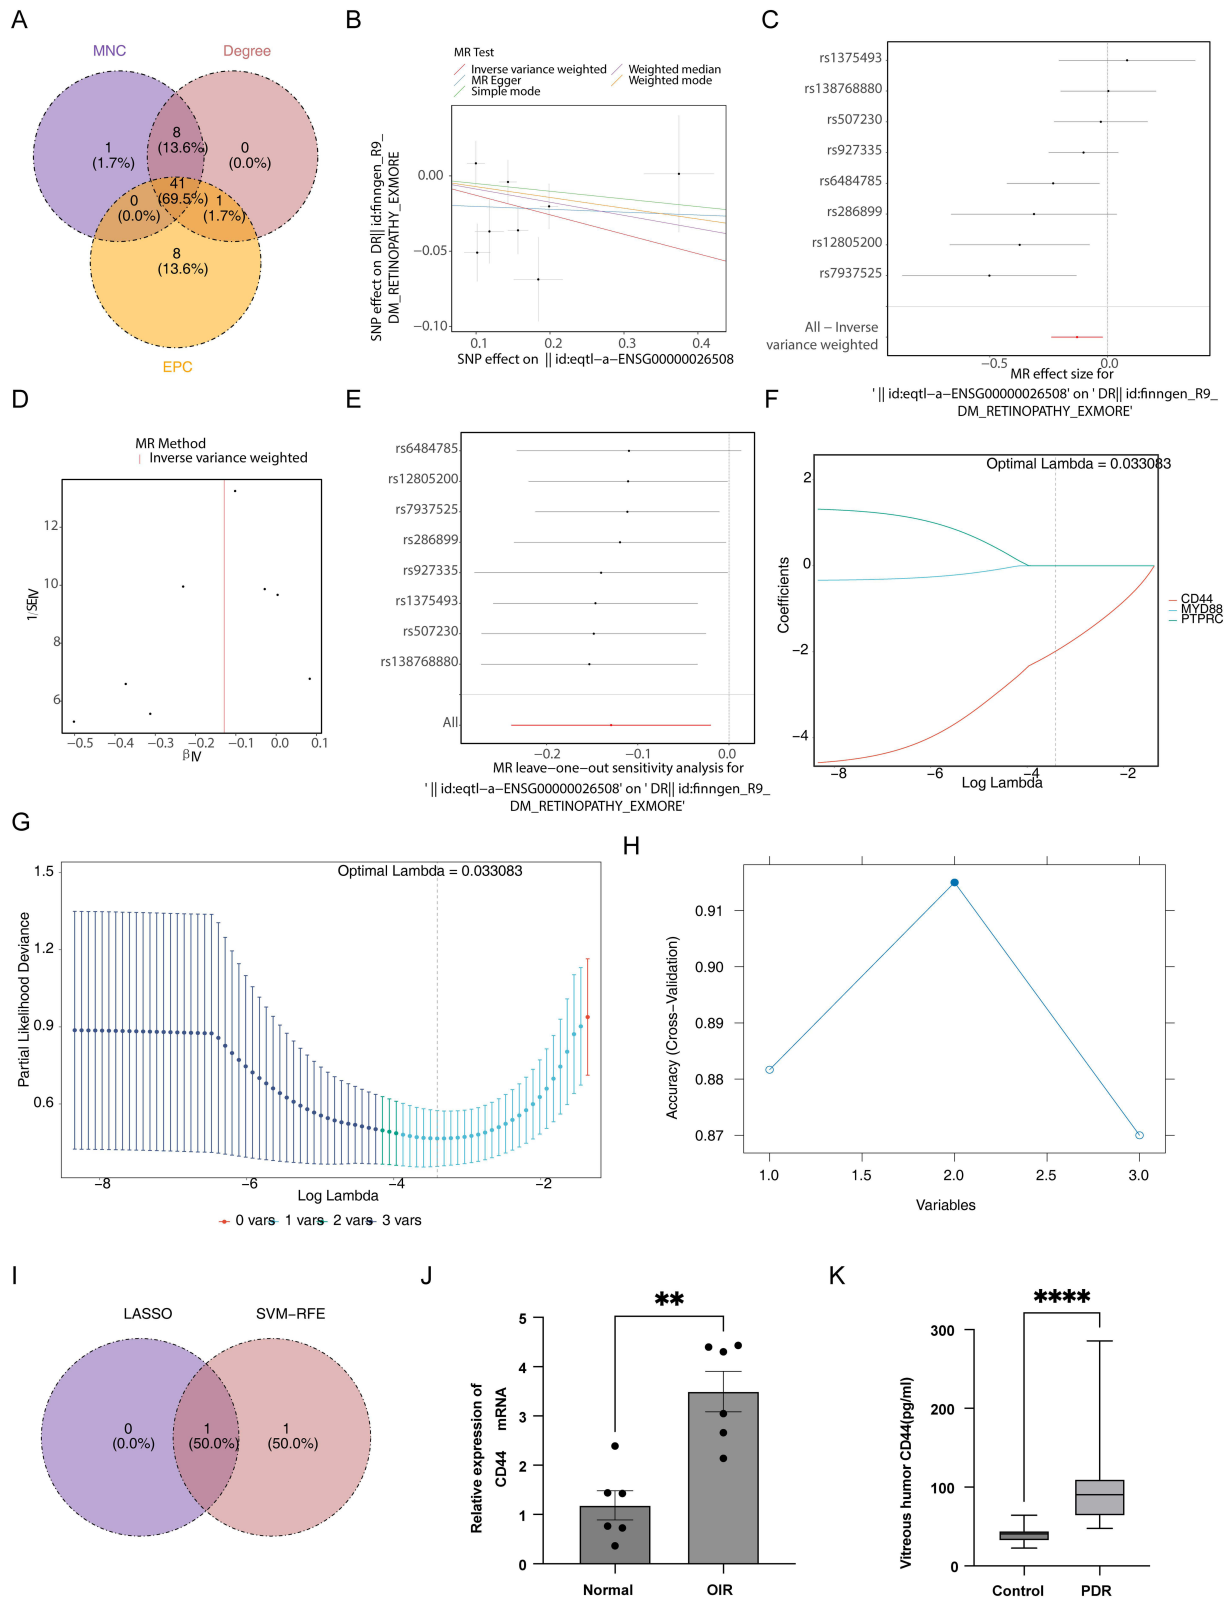 A
MNC
Degree
8
(13.6%)
1
(1.7%)
0
(0.0%)
41
(69.5%)
0
(0.0%)
1
(1.7%)
8
(13.6%)
EPC
B
MR Test
Inverse variance weighted
MR Egger
Simple mode
Weighted median
Weighted mode
SNP effect on DR|| id:finngen_R9_
DM_RETINOPATHY_EXMORE
0.00
−0.05
−0.10
0.1
0.2
0.3
0.4
SNP effect on || id:eqtl−a−ENSG00000026508
C
rs1375493
rs138768880
rs507230
rs927335
rs6484785
rs286899
rs12805200
rs7937525
All − Inverse
variance weighted
−0.5
0.0
MR effect size for
' || id:eqtl−a−ENSG00000026508' on ' DR|| id:finngen_R9_
DM_RETINOPATHY_EXMORE'
D
MR Method
Inverse variance weighted
1/SEIV
12
10
8
6
−0.5
−0.4
−0.3
−0.2
−0.1
0.0
0.1
βIV
E
rs6484785
rs12805200
rs7937525
rs286899
rs927335
rs1375493
rs507230
rs138768880
All
−0.2
−0.1
0.0
MR leave−one−out sensitivity analysis for
' || id:eqtl−a−ENSG00000026508' on ' DR|| id:finngen_R9_
DM_RETINOPATHY_EXMORE'
F
Optimal Lambda = 0.033083
Coefficients
2
0
−2
−4
−8
−6
−4
−2
Log Lambda
CD44
MYD88
PTPRC
G
Optimal Lambda = 0.033083
Partial Likelihood Deviance
1.5
1.2
0.9
0.6
−8
−6
−4
−2
Log Lambda
0 vars
1 vars
2 vars
3 vars
H
Accuracy (Cross−Validation)
0.91
0.90
0.89
0.88
0.87
1.0
1.5
2.0
2.5
3.0
Variables
I
LASSO
SVM−RFE
0
(0.0%)
1
(50.0%)
1
(50.0%)
J
**
Relative expression of
CD44 mRNA
5
4
3
2
1
0
Normal
OIR
K
****
Vitreous humor CD44(pg/ml)
300
200
100
0
Control
PDR